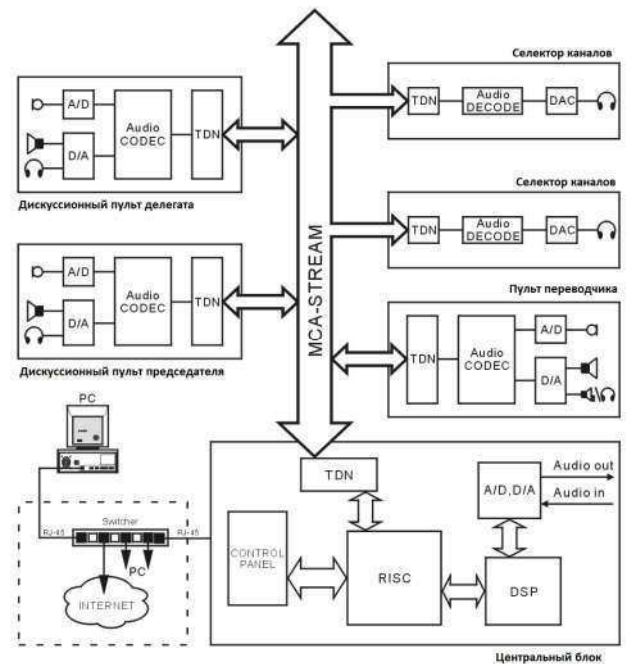 Селектор каналов
A/D
Audio
CODEC
TDN
D/A
TDN
Audio
DECODE
DAC
Дискуссионный пульт делегата
Селектор каналов
TDN
Audio
DECODE
DAC
A/D
Audio
CODEC
TDN
D/A
Пульт переводчика
MCA-STREAM
TDN
Audio
CODEC
A/D
D/A
Дискуссионный пульт председателя
PC
RJ-45
Switcher
RJ-45
PC
INTERNET
TDN
CONTROL
PANEL
RISC
A/D, D/A
Audio out
Audio in
DSP
Центральный блок